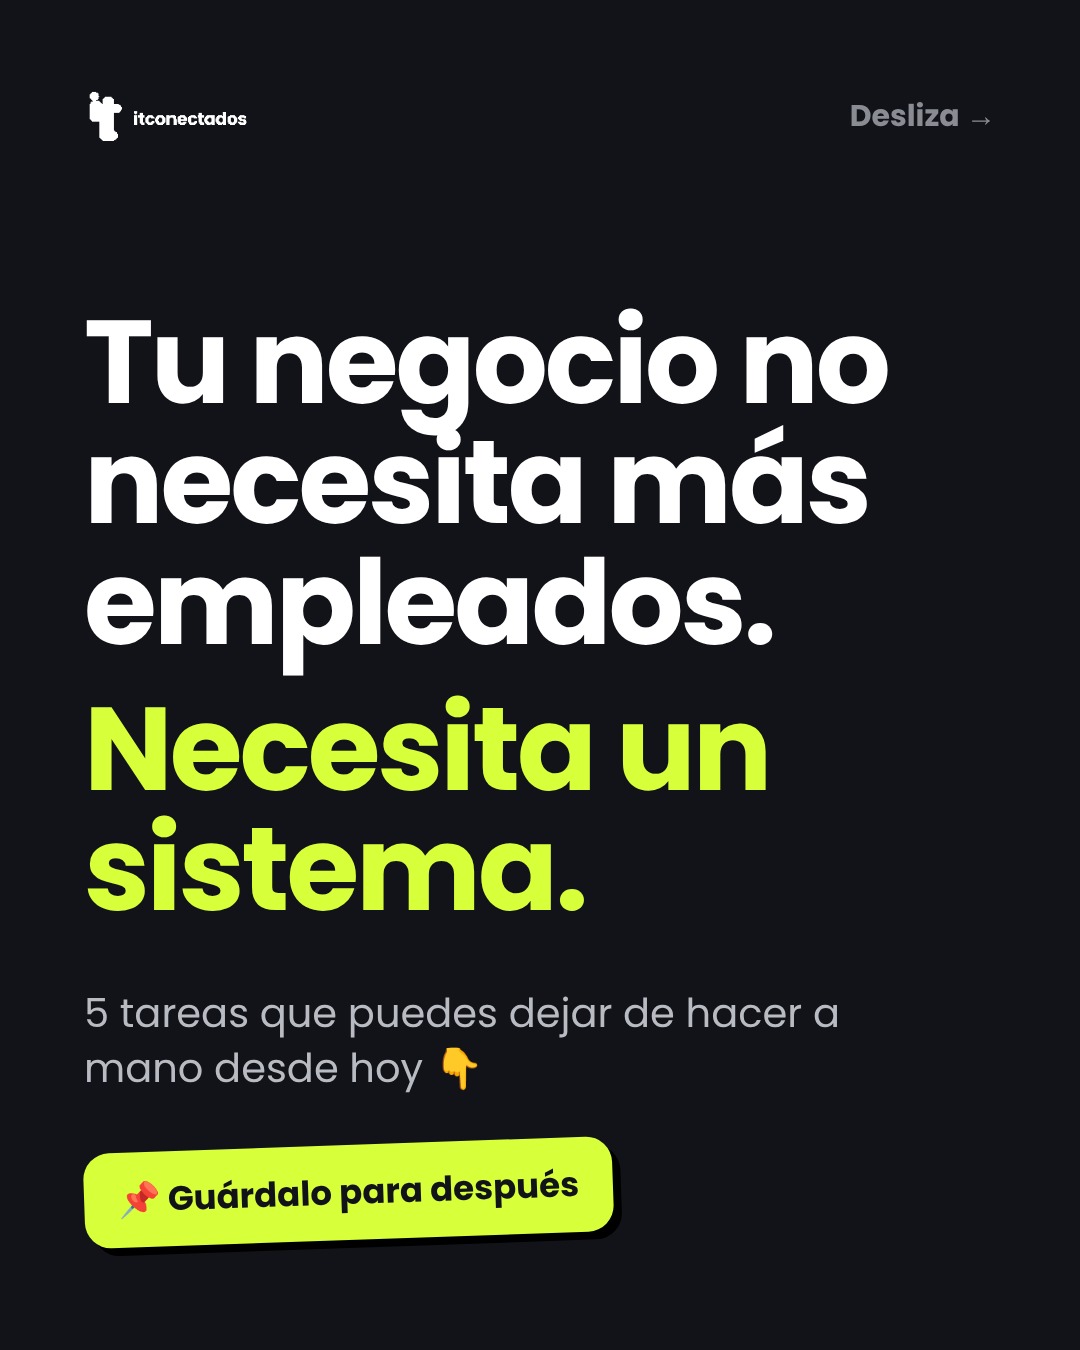 itconectados
Desliza →
Tu negocio no
necesita más
empleados.
Necesita un
sistema.
5 tareas que puedes dejar de hacer a
mano desde hoy 👇
📌 Guárdalo para después